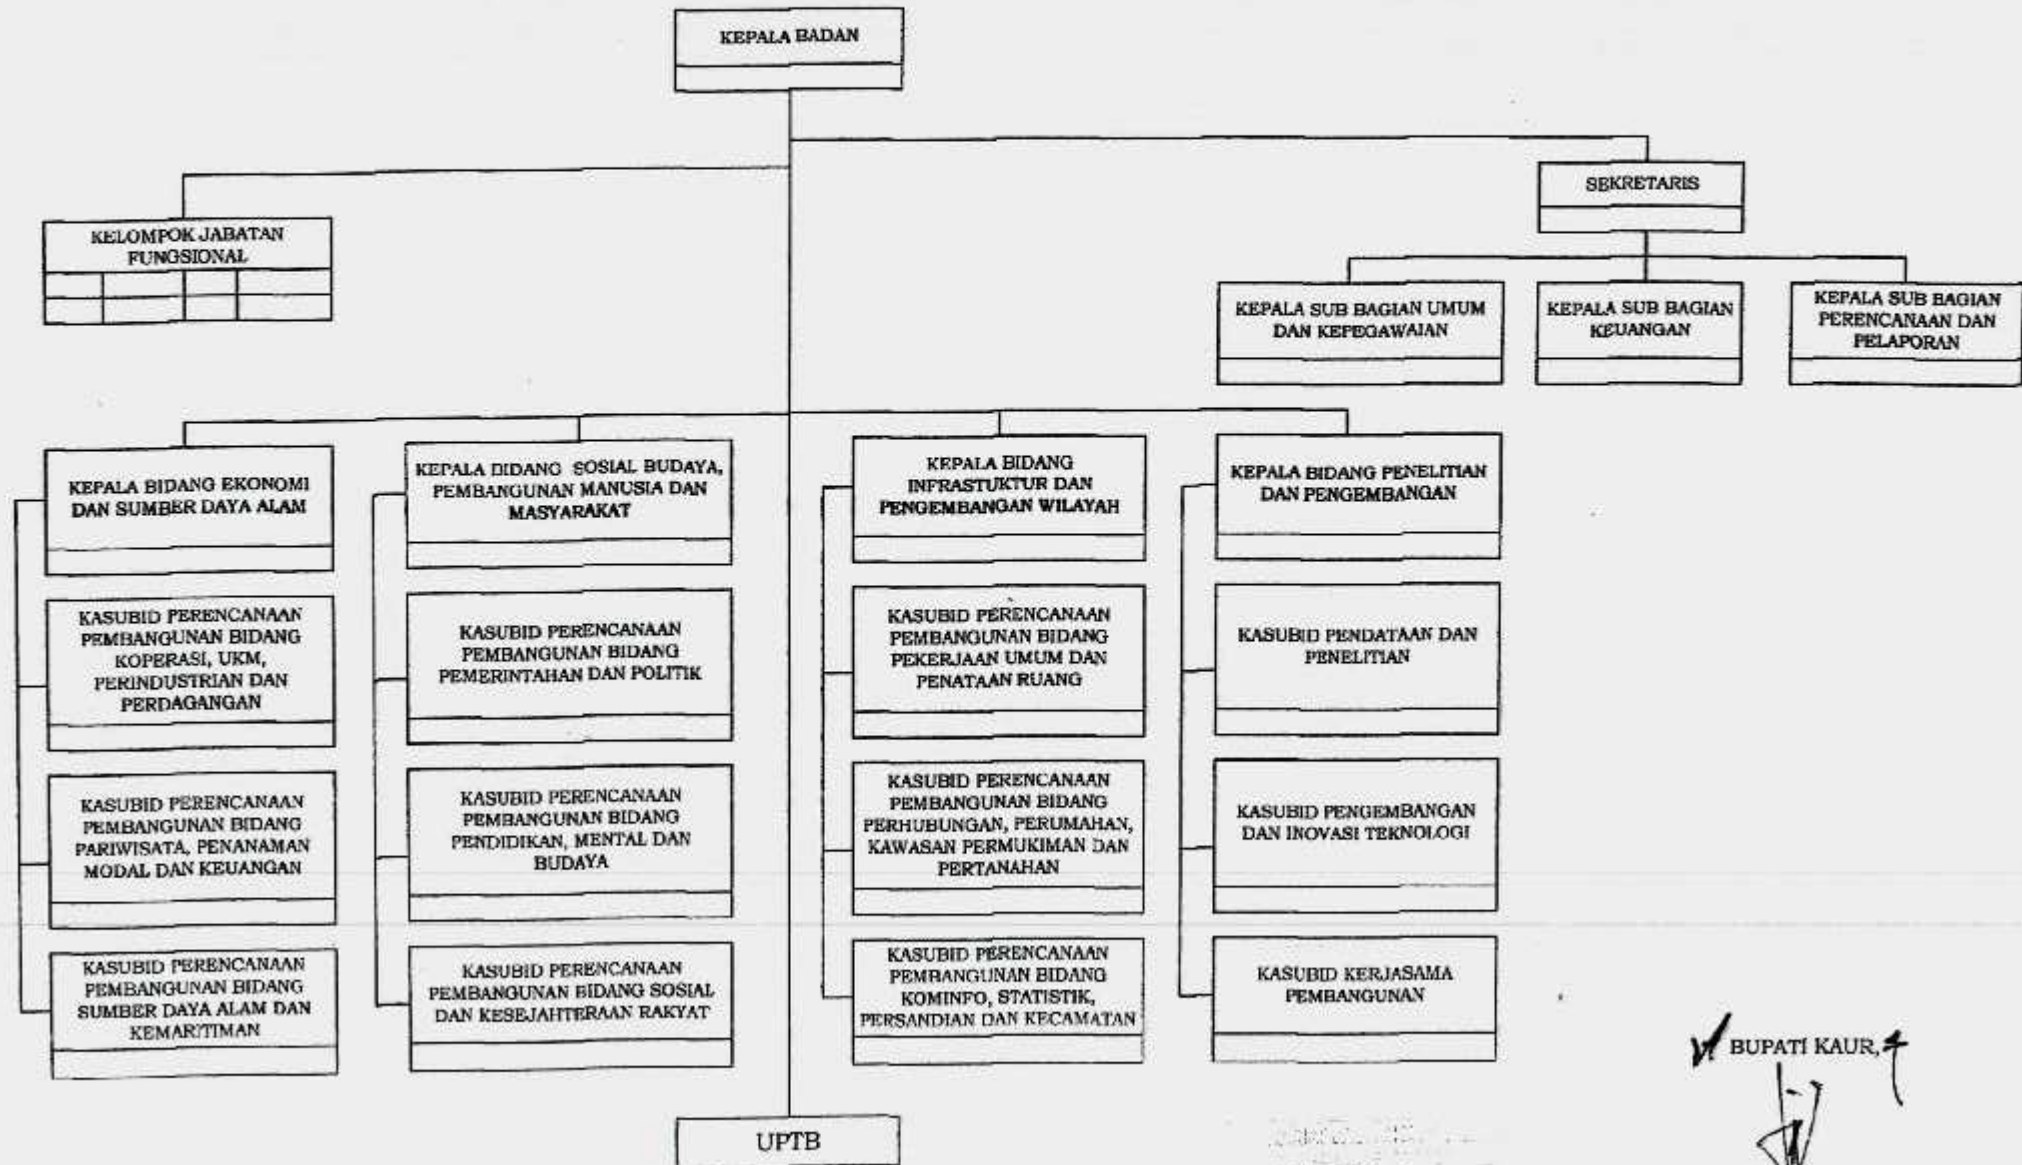 KEPALA BADAN
SEKRETARIS
KELOMPOK JABATAN
FUNGSIONAL
KEPALA SUB BAGIAN UMUM
DAN KEPEGAWAIAN
KEPALA SUB BAGIAN
KEUANGAN
KEPALA SUB BAGIAN
PERENCANAAN DAN
PELAPORAN
KEPALA BIDANG EKONOMI
DAN SUMBER DAYA ALAM
KASUBID PERENCANAAN
PEMBANGUNAN BIDANG
KOPERASI, UKM,
PERINDUSTRIAN DAN
PERDAGANGAN
KASUBID PERENCANAAN
PEMBANGUNAN BIDANG
PARIWISATA, PENANAMAN
MODAL DAN KEUANGAN
KASUBID PERENCANAAN
PEMBANGUNAN BIDANG
SUMBER DAYA ALAM DAN
KEMARITIMAN
KEPALA BIDANG SOSIAL BUDAYA,
PEMBANGUNAN MANUSIA DAN
MASYARAKAT
KASUBID PERENCANAAN
PEMBANGUNAN BIDANG
PEMERINTAHAN DAN POLITIK
KASUBID PERENCANAAN
PEMBANGUNAN BIDANG
PENDIDIKAN, MENTAL DAN
BUDAYA
KASUBID PERENCANAAN
PEMBANGUNAN BIDANG SOSIAL
DAN KESEJAHTERAAN RAKYAT
KEPALA BIDANG
INFRASTUKTUR DAN
PENGEMBANGAN WILAYAH
KASUBID PERENCANAAN
PEMBANGUNAN BIDANG
PEKERJAAN UMUM DAN
PENATAAN RUANG
KASUBID PERENCANAAN
PEMBANGUNAN BIDANG
PERHUBUNGAN, PERUMAHAN,
KAWASAN PERMUKIMAN DAN
PERTANAHAN
KASUBID PERENCANAAN
PEMBANGUNAN BIDANG
KOMINFO, STATISTIK,
PERSANDIAN DAN KECAMATAN
KEPALA BIDANG PENELITIAN
DAN PENGEMBANGAN
KASUBID PENDATAAN DAN
PENELITIAN
KASUBID PENGEMBANGAN
DAN INOVASI TEKNOLOGI
KASUBID KERJASAMA
PEMBANGUNAN
UPTB
BUPATI KAUR,